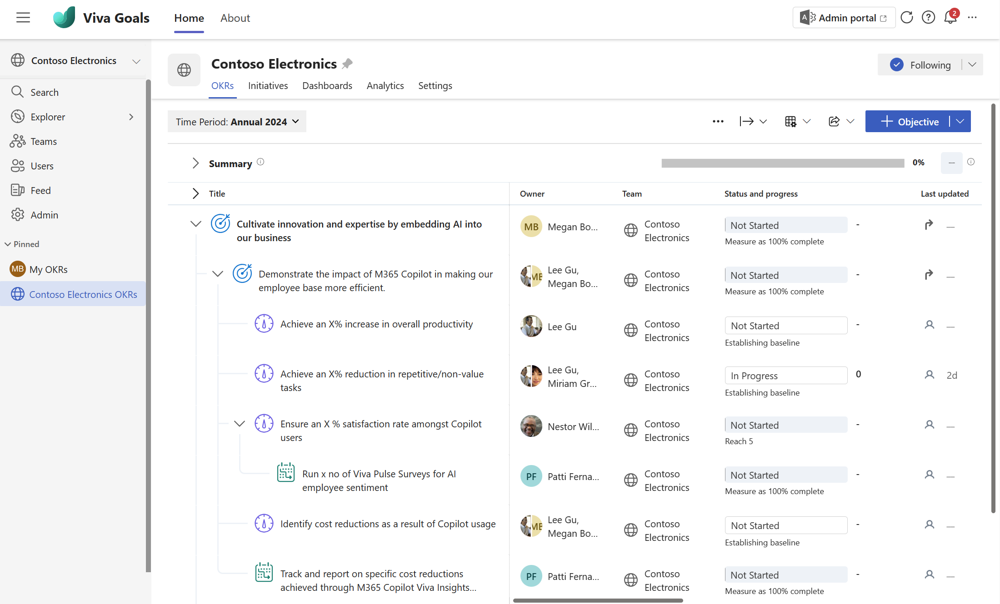 Viva Goals
Home
About
Admin portal
2
Contoso Electronics
Search
Explorer
Teams
Users
Feed
Admin
Pinned
MB My OKRs
Contoso Electronics OKRs
Contoso Electronics
Following
OKRs
Initiatives
Dashboards
Analytics
Settings
Time Period: Annual 2024
Objective
Summary
0%
Title
Owner
Team
Status and progress
Last updated
Cultivate innovation and expertise by embedding AI into
our business
MB
Megan Bo...
Contoso
Electronics
Not Started
-
Measure as 100% complete
—
Demonstrate the impact of M365 Copilot in making our
employee base more efficient.
MB
Lee Gu,
Megan Bo...
Contoso
Electronics
Not Started
-
Measure as 100% complete
—
Achieve an X% increase in overall productivity
Lee Gu
Contoso
Electronics
Not Started
-
Establishing baseline
—
Achieve an X% reduction in repetitive/non-value
tasks
Lee Gu,
Miriam Gr...
Contoso
Electronics
In Progress
0
Establishing baseline
2d
Ensure an X % satisfaction rate amongst Copilot
users
Nestor Wil...
Contoso
Electronics
Not Started
-
Reach 5
—
Run x no of Viva Pulse Surveys for AI
employee sentiment
PF
Patti Ferna...
Contoso
Electronics
Not Started
-
Measure as 100% complete
—
Identify cost reductions as a result of Copilot usage
MB
Lee Gu,
Megan Bo...
Contoso
Electronics
Not Started
-
Establishing baseline
—
Track and report on specific cost reductions
achieved through M365 Copilot Viva Insights...
PF
Patti Ferna...
Contoso
Electronics
Not Started
-
Measure as 100% complete
—